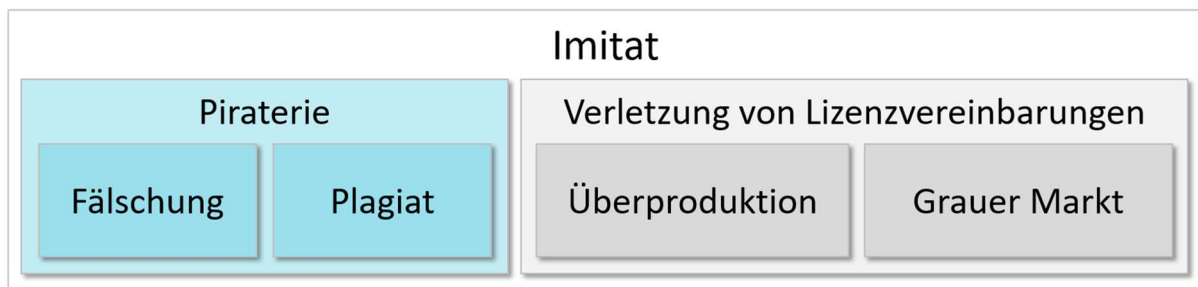 Imitat
Piraterie
Verletzung von Lizenzvereinbarungen
Fälschung
Plagiat
Überproduktion
Grauer Markt